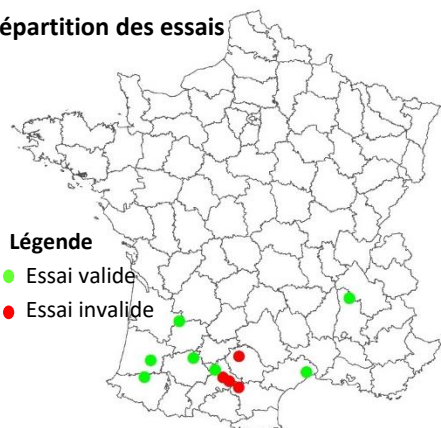 épartition des essais
Légende
Essai valide
Essai invalide